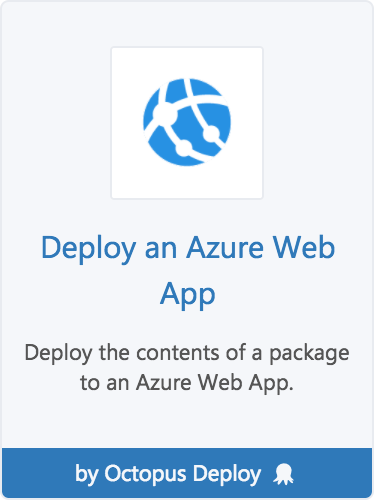 Deploy an Azure Web
App
Deploy the contents of a package
to an Azure Web App.
by Octopus Deploy